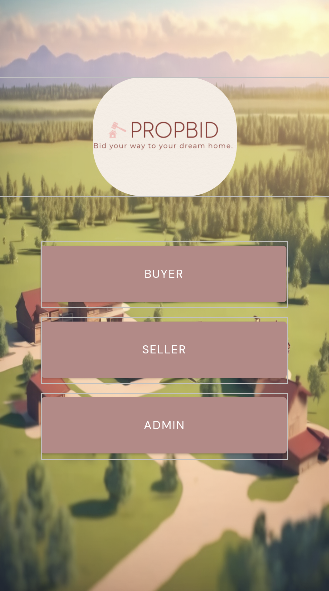 PROPBID
Bid your way to your dream home.
BUYER
SELLER
ADMIN